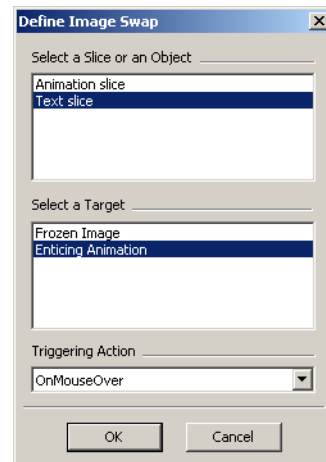 Define Image Swap
Select a Slice or an Object
Animation slice
Text slice
Select a Target
Frozen Image
Enticing Animation
Triggering Action
OnMouseOver
OK
Cancel